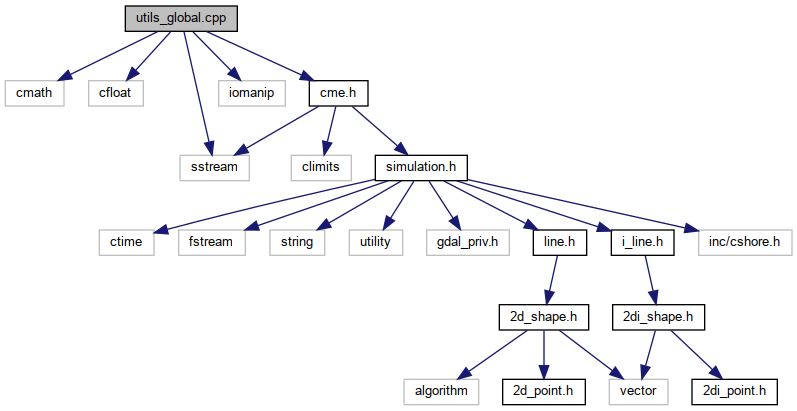 utils_global.cpp
cmath
cfloat
iomanip
cme.h
sstream
climits
simulation.h
ctime
fstream
string
utility
gdal_priv.h
line.h
i_line.h
inc/cshore.h
2d_shape.h
2di_shape.h
algorithm
2d_point.h
vector
2di_point.h